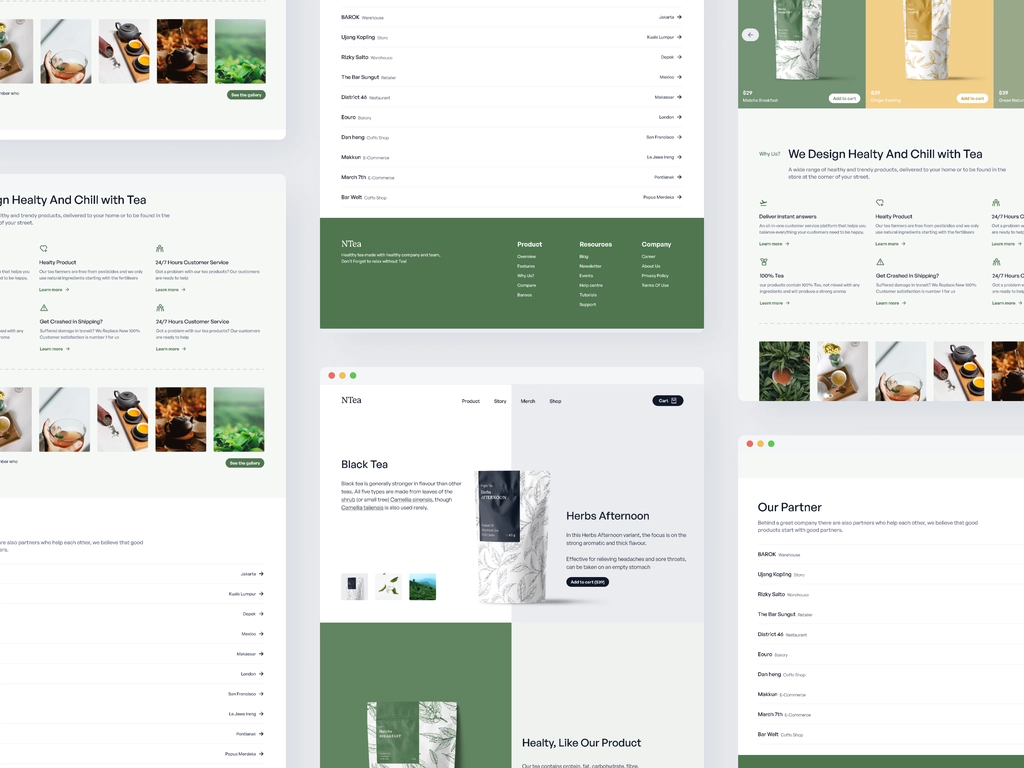 mber who
See the gallery
gn Healty And Chill with Tea
lthy and trendy products, delivered to your home or to be found in the
of your street.
Healty Product
24/7 Hours Customer Service
that helps you
Our tea farmers are free from pesticides and we only
Got a problem with our tea products? Our customers
to be happy.
use natural ingredients starting with the fertilisers
are ready to help
Learn more
Learn more
Get Crashed In Shipping?
24/7 Hours Customer Service
ed with any
Suffered damage in transit? We Replace New 100%
Got a problem with our tea products? Our customers
Customer satisfaction is number 1 for us
are ready to help
Learn more
Learn more
mber who
See the gallery
are also partners who help each other, we believe that good
Jakarta
Kuala Lumpur
Depok
Mexico
Makassar
London
San Francisco
Le Jawa Ireng
Pontianak
Papua Merdeka
BAROK Warehouse
Jakarta
Ujang Kopling Story
Kuala Lumpur
Rizky Salto Warehouse
Depok
The Bar Sungut Retailer
Mexico
District 46 Restaurant
Makassar
Eouro Bakery
London
Dan heng Coffe Shop
San Francisco
Makkun E-Commerce
Le Jawa Ireng
March 7th E-Commerce
Pontianak
Bar Welt Coffe Shop
Papua Merdeka
NTea
Healthy tea made with healthy company and team,
Don't Forget to relax without Tea!
Product
Overview
Features
Why Us?
Compare
Banwos
Resources
Blog
Newsletter
Events
Help centre
Tutorials
Support
Company
Career
About Us
Privacy Policy
Terms Of Use
NTea
Product
Story
Merch
Shop
Cart
Black Tea
Black tea is generally stronger in flavour than other
teas. All five types are made from leaves of the
shrub (or small tree) Camellia sinensis, though
Camellia taliensis is also used rarely.
Herbs
AFTERNOON
Herbs Afternoon
In this Herbs Afternoon variant, the focus is on the
strong aromatic and thick flavour.
Effective for relieving headaches and sore throats,
can be taken on an empty stomach
Add to cart ($39)
Matcha
BREAKFAST
Healty, Like Our Product
Our tea contains protein, fat, carbohydrate, fibre,
$29
Matcha Breakfast
Add to cart
$39
Ginger Evening
Add to cart
$39
Why Us?
We Design Healty And Chill with Tea
A wide range of healthy and trendy products, delivered to your home or to be found in the
store at the corner of your street.
Deliver instant answers
Healty Product
24/7 Hours C
An all-in-one customer service platform that helps you
Our tea farmers are free from pesticides and we only
Got a problem with
balance everything your customers need to be happy.
use natural ingredients starting with the fertilisers
are ready to help
Learn more
Learn more
Learn more
100% Tea
Get Crashed In Shipping?
24/7 Hours C
our products contain 100% Tea, not mixed with any
Suffered damage in transit? We Replace New 100%
Got a problem with
ingredients and will produce a strong aroma
Customer satisfaction is number 1 for us
are ready to help
Learn more
Learn more
Learn more
Our Partner
Behind a great company there are also partners who help each other, we believe that good
products start with good partners.
BAROK Warehouse
Ujang Kopling Story
Rizky Salto Warehouse
The Bar Sungut Retailer
District 46 Restaurant
Eouro Bakery
Dan heng Coffe Shop
Makkun E-Commerce
March 7th E-Commerce
Bar Welt Coffe Shop